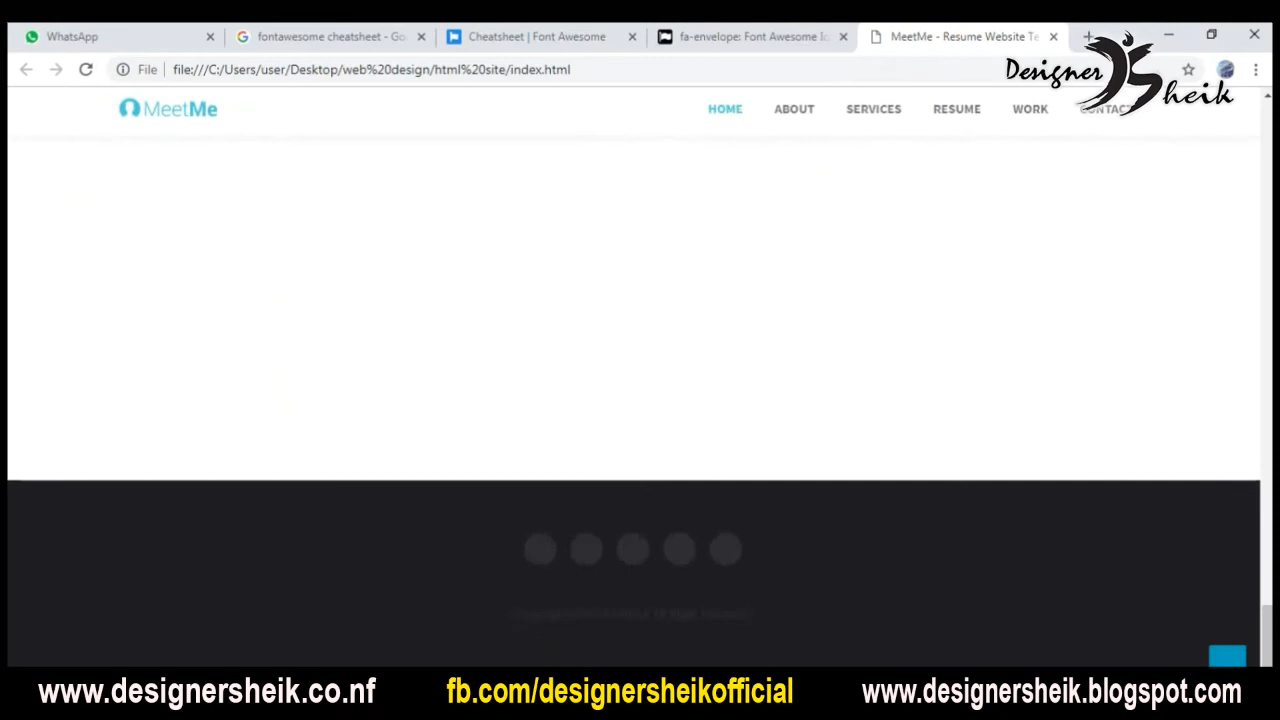 WhatsApp
fontawesome cheatsheet - Go
Cheatsheet | Font Awesome
fa-envelope: Font Awesome Ic
MeetMe - Resume Website Te
File
file:///C:/Users/user/Desktop/web%20design/html%20site/index.html
Designer Sheik
MeetMe
HOME
ABOUT
SERVICES
RESUME
WORK
CONTACT
www.designersheik.co.nf
fb.com/designersheikofficial
www.designersheik.blogspot.com